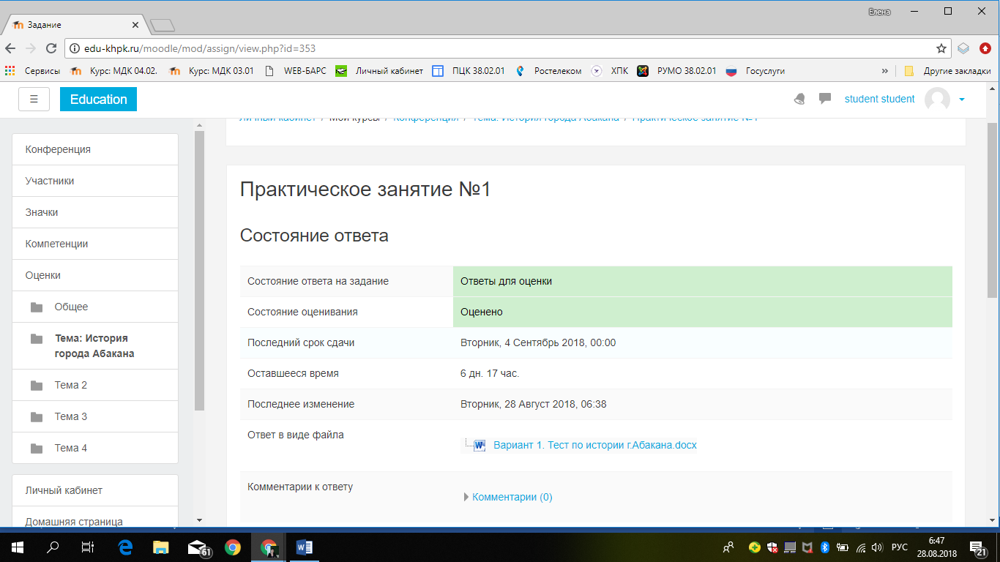 Елена
Задание
edu-khpk.ru/moodle/mod/assign/view.php?id=353
Сервисы Курс: МДК 04.02. Курс: МДК 03.01 WEB-БАРС Личный кабинет ПЦК 38.02.01 Ростелеком ХПК РУМО 38.02.01 Госуслуги » Другие закладки
Education
student student
Личный кабинет / Мои курсы / Конференция / Тема: История города Абакана / Практическое занятие №1
Конференция
Участники
Значки
Компетенции
Оценки
Общее
Тема: История
города Абакана
Тема 2
Тема 3
Тема 4
Личный кабинет
Домашняя страница
Практическое занятие №1
Состояние ответа
Состояние ответа на задание Ответы для оценки
Состояние оценивания Оценено
Последний срок сдачи Вторник, 4 Сентябрь 2018, 00:00
Оставшееся время 6 дн. 17 час.
Последнее изменение Вторник, 28 Август 2018, 06:38
Ответ в виде файла Вариант 1. Тест по истории г.Абакана.docx
Комментарии к ответу Комментарии (0)
61
РУС
6:47
28.08.2018
21